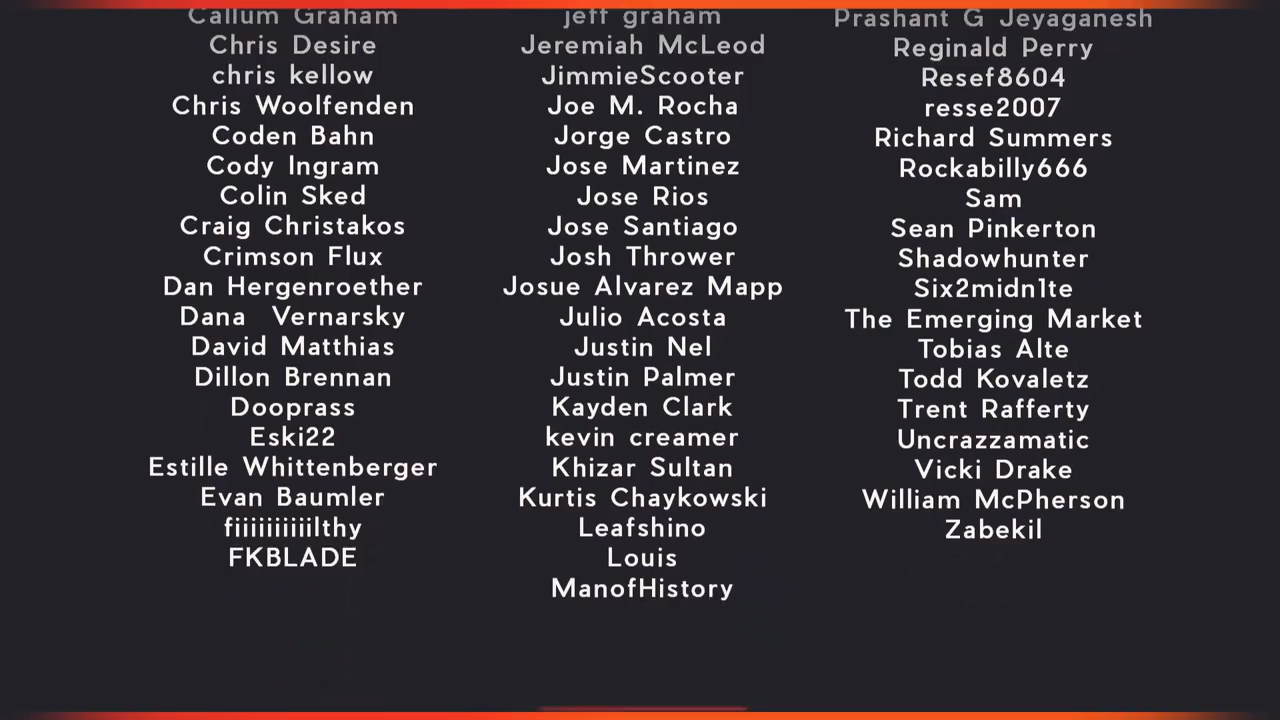 Callum Graham
Chris Desire
chris kellow
Chris Woolfenden
Coden Bahn
Cody Ingram
Colin Sked
Craig Christakos
Crimson Flux
Dan Hergenroether
Dana  Vernarsky
David Matthias
Dillon Brennan
Dooprass
Eski22
Estille Whittenberger
Evan Baumler
fiiiiiiiiiilthy
FKBLADE
jeff graham
Jeremiah McLeod
JimmieScooter
Joe M. Rocha
Jorge Castro
Jose Martinez
Jose Rios
Jose Santiago
Josh Thrower
Josue Alvarez Mapp
Julio Acosta
Justin Nel
Justin Palmer
Kayden Clark
kevin creamer
Khizar Sultan
Kurtis Chaykowski
Leafshino
Louis
ManofHistory
Prashant G Jeyaganesh
Reginald Perry
Resef8604
resse2007
Richard Summers
Rockabilly666
Sam
Sean Pinkerton
Shadowhunter
Six2midn1te
The Emerging Market
Tobias Alte
Todd Kovaletz
Trent Rafferty
Uncrazzamatic
Vicki Drake
William McPherson
Zabekil